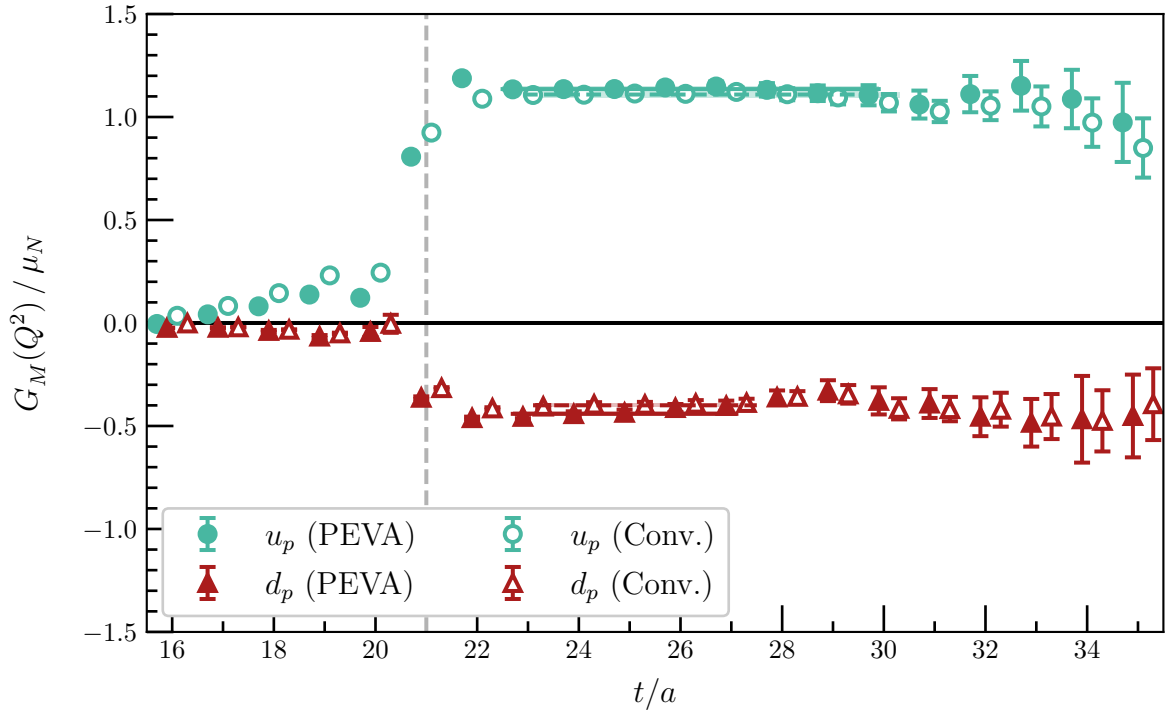 1.5
1.0
0.5
0.0
−0.5
−1.0
−1.5
G_M(Q^2) / μ_N
u_p (PEVA)
u_p (Conv.)
d_p (PEVA)
d_p (Conv.)
16 18 20 22 24 26 28 30 32 34
t/a